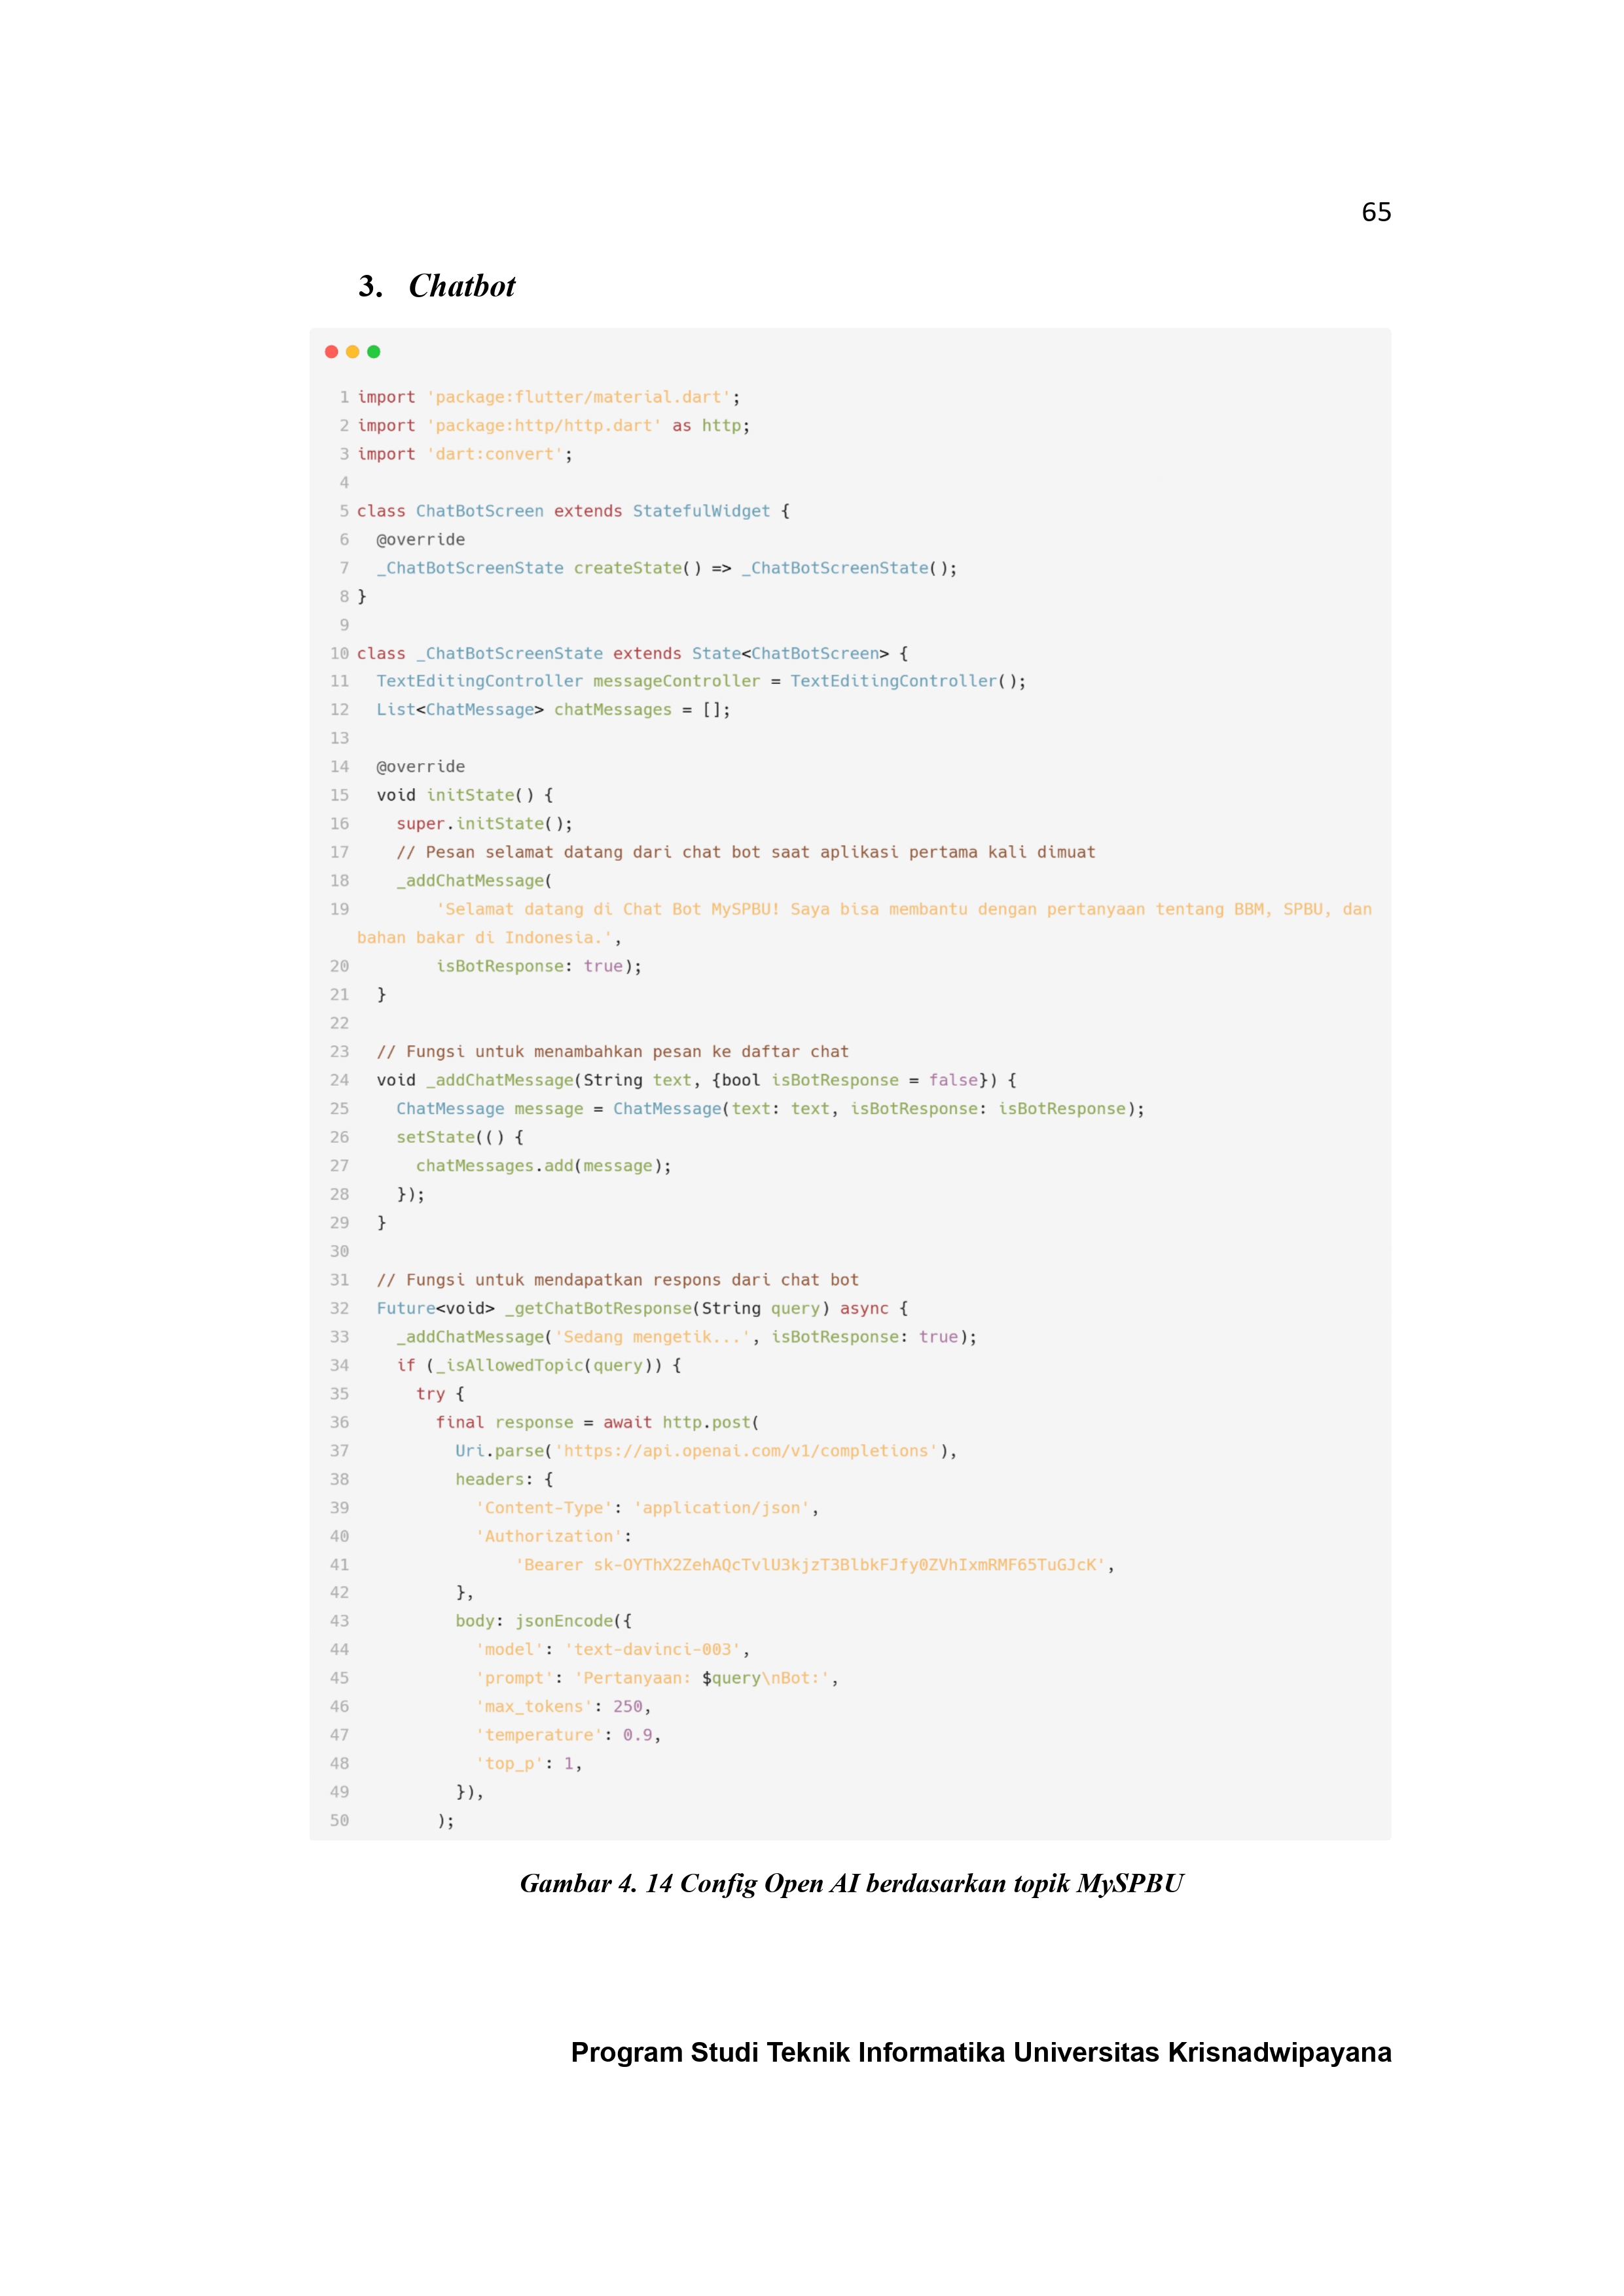 65
3. Chatbot
1 import 'package:flutter/material.dart';
2 import 'package:http/http.dart' as http;
3 import 'dart:convert';
4
5 class ChatBotScreen extends StatefulWidget {
6   @override
7   _ChatBotScreenState createState() => _ChatBotScreenState();
8 }
9
10 class _ChatBotScreenState extends State<ChatBotScreen> {
11   TextEditingController messageController = TextEditingController();
12   List<ChatMessage> chatMessages = [];
13
14   @override
15   void initState() {
16     super.initState();
17     // Pesan selamat datang dari chat bot saat aplikasi pertama kali dimuat
18     _addChatMessage(
19         'Selamat datang di Chat Bot MySPBU! Saya bisa membantu dengan pertanyaan tentang BBM, SPBU, dan
bahan bakar di Indonesia.',
20         isBotResponse: true);
21   }
22
23   // Fungsi untuk menambahkan pesan ke daftar chat
24   void _addChatMessage(String text, {bool isBotResponse = false}) {
25     ChatMessage message = ChatMessage(text: text, isBotResponse: isBotResponse);
26     setState(() {
27       chatMessages.add(message);
28     });
29   }
30
31   // Fungsi untuk mendapatkan respons dari chat bot
32   Future<void> _getChatBotResponse(String query) async {
33     _addChatMessage('Sedang mengetik...', isBotResponse: true);
34     if (_isAllowedTopic(query)) {
35       try {
36         final response = await http.post(
37           Uri.parse('https://api.openai.com/v1/completions'),
38           headers: {
39             'Content-Type': 'application/json',
40             'Authorization':
41                 'Bearer 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',
42           },
43           body: jsonEncode({
44             'model': 'text-davinci-003',
45             'prompt': 'Pertanyaan: $query\nBot:',
46             'max_tokens': 250,
47             'temperature': 0.9,
48             'top_p': 1,
49           }),
50         );
Gambar 4. 14 Config Open AI berdasarkan topik MySPBU
Program Studi Teknik Informatika Universitas Krisnadwipayana